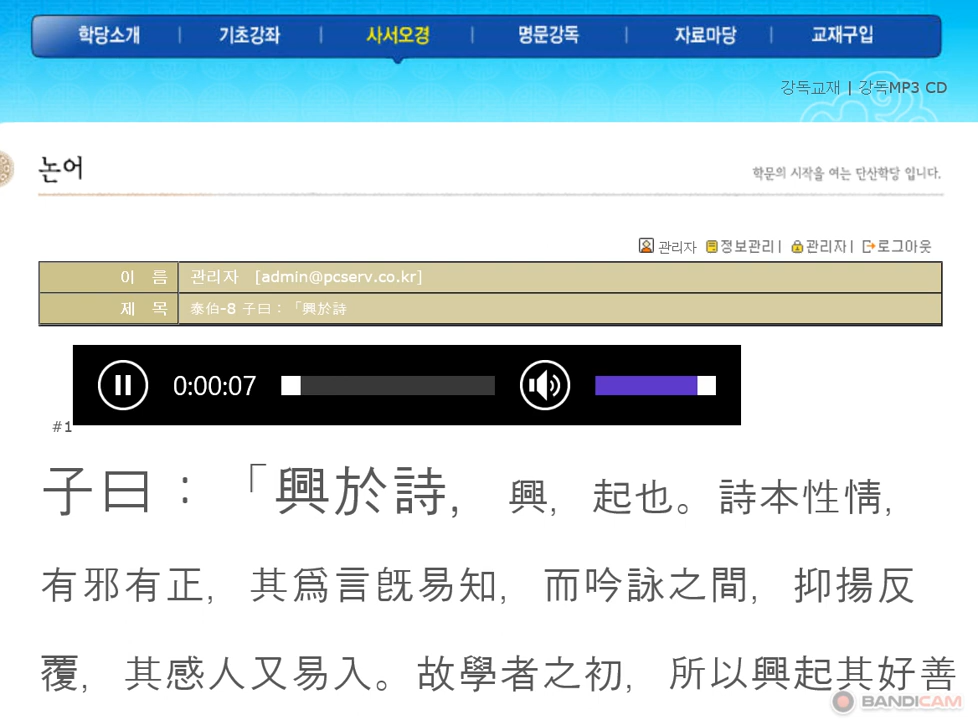 학당소개 | 기초강좌 | 사서오경 | 명문강독 | 자료마당 | 교재구입
강독교재 | 강독MP3 CD
논어
학문의 시작을 여는 단산학당 입니다.
관리자 정보관리 | 관리자 | 로그아웃
이 름 관리자 [admin@pcserv.co.kr]
제 목 泰伯-8 子曰：「興於詩
0:00:07
#1
子曰：「興於詩, 興, 起也。詩本性情,
有邪有正, 其爲言旣易知, 而吟詠之間, 抑揚反
覆, 其感人又易入。故學者之初, 所以興起其好善
BANDICAM